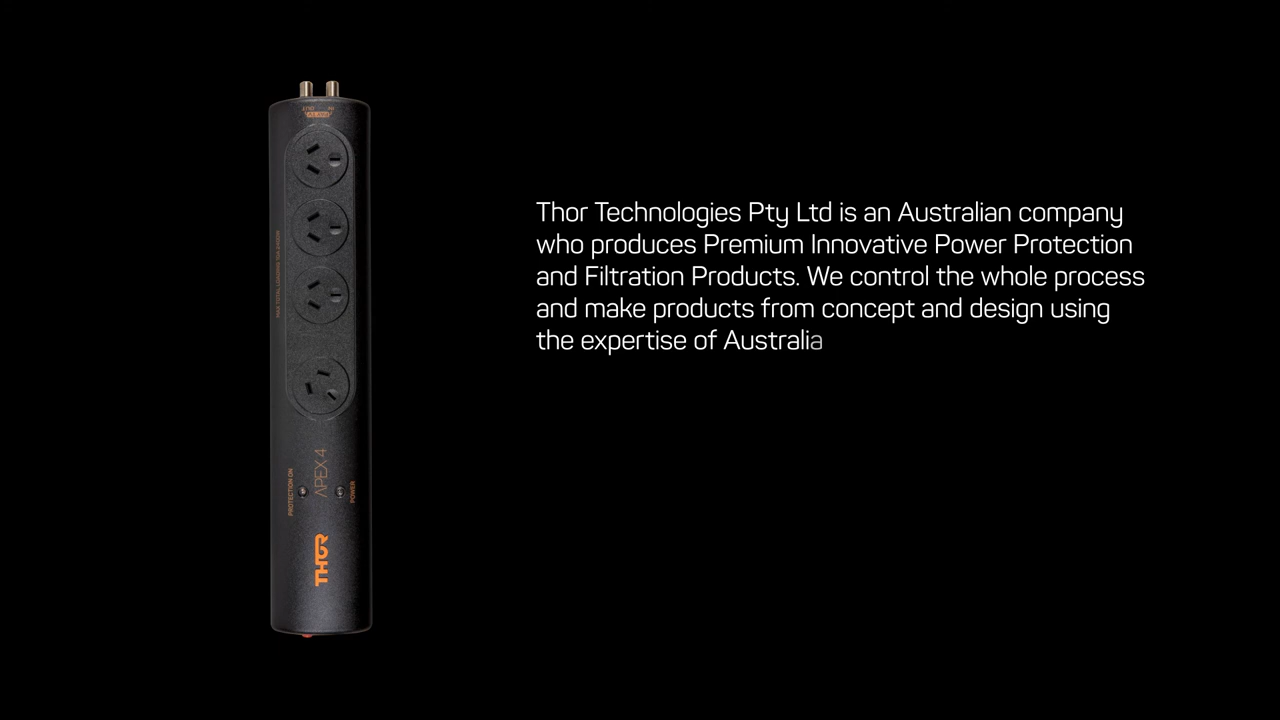 Thor Technologies Pty Ltd is an Australian company
who produces Premium Innovative Power Protection
and Filtration Products. We control the whole process
and make products from concept and design using
the expertise of Australia
OUT
IN
PROTECTION ON
APEX 4
POWER
THOR